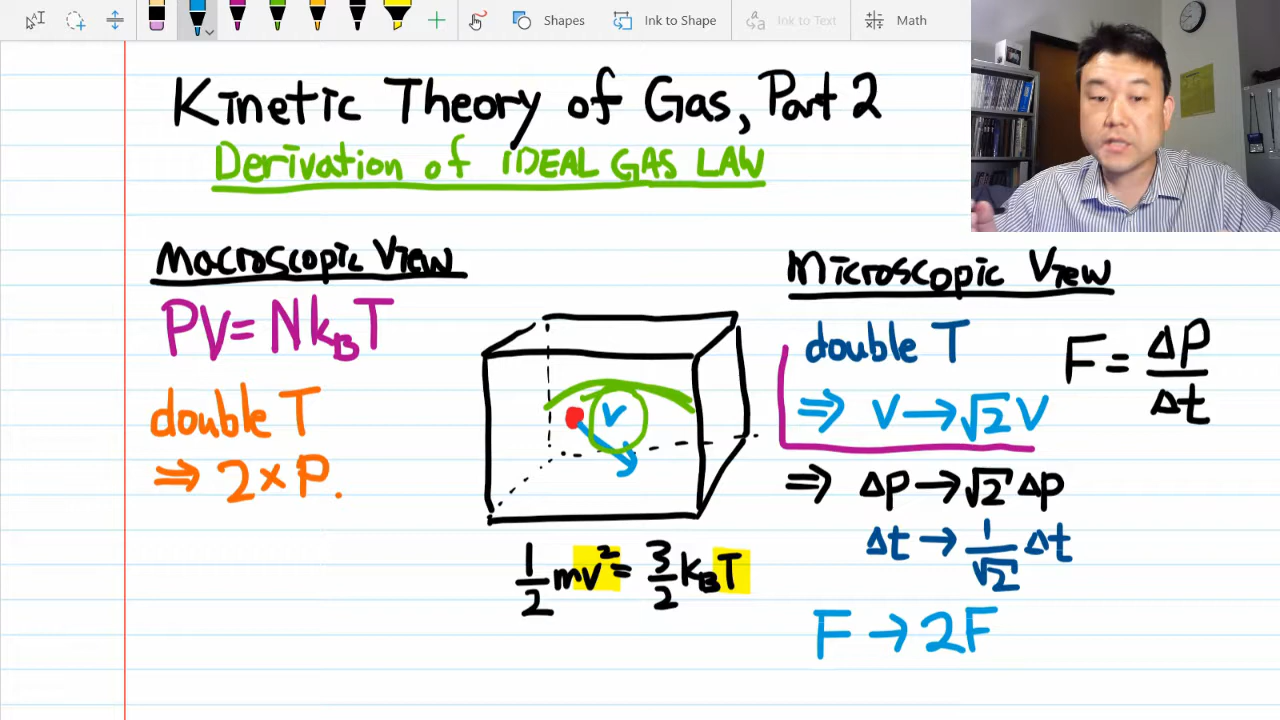 Shapes
Ink to Shape
Ink to Text
Math
Kinetic Theory of Gas, Part 2
Derivation of IDEAL GAS LAW
Macroscopic View
PV = N k_B T
double T
⇒ 2 × P.
V
1/2 mv² = 3/2 k_B T
Microscopic View
double T
⇒ V → √2 V
⇒ Δp → √2 Δp
Δt → 1/√2 Δt
F → 2F
F = ΔP/Δt